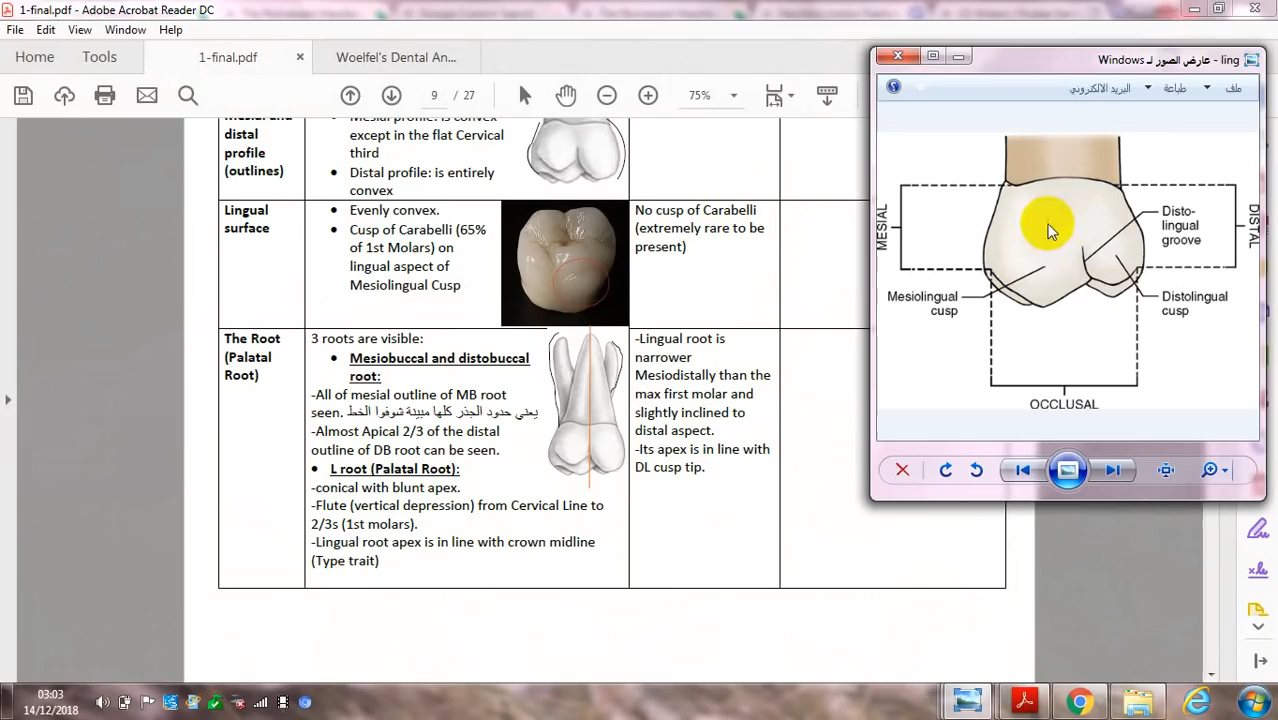 1-final.pdf - Adobe Acrobat Reader DC
File Edit View Window Help
Home Tools 1-final.pdf × Woelfel's Dental An...
9 / 27 75%
Mesial and
distal
profile
(outlines)
Mesial profile: is convex
except in the flat Cervical
third
• Distal profile: is entirely
convex
Lingual
surface
• Evenly convex.
• Cusp of Carabelli (65%
of 1st Molars) on
lingual aspect of
Mesiolingual Cusp
No cusp of Carabelli
(extremely rare to be
present)
The Root
(Palatal
Root)
3 roots are visible:
• Mesiobuccal and distobuccal
root:
-All of mesial outline of MB root
seen. يعني حدود الجذر كلها مبينة شوفوا الخط
-Almost Apical 2/3 of the distal
outline of DB root can be seen.
• L root (Palatal Root):
-conical with blunt apex.
-Flute (vertical depression) from Cervical Line to
2/3s (1st molars).
-Lingual root apex is in line with crown midline
(Type trait)
-Lingual root is
narrower
Mesiodistally than the
max first molar and
slightly inclined to
distal aspect.
-Its apex is in line with
DL cusp tip.
ling - عارض الصور لـ Windows
ملف طباعة البريد الالكتروني
MESIAL
DISTAL
Disto-
lingual
groove
Mesiolingual
cusp
Distolingual
cusp
OCCLUSAL
03:03
14/12/2018